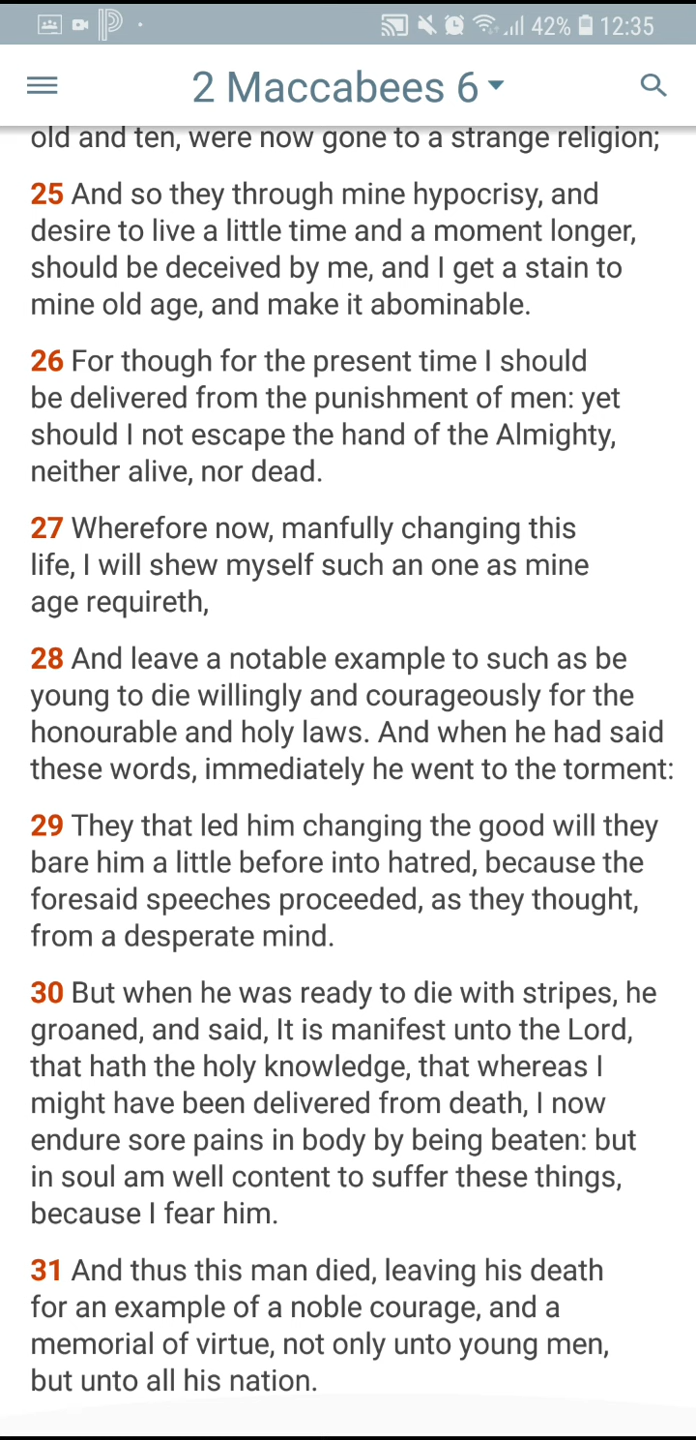 42% 12:35
2 Maccabees 6
old and ten, were now gone to a strange religion;
25 And so they through mine hypocrisy, and
desire to live a little time and a moment longer,
should be deceived by me, and I get a stain to
mine old age, and make it abominable.
26 For though for the present time I should
be delivered from the punishment of men: yet
should I not escape the hand of the Almighty,
neither alive, nor dead.
27 Wherefore now, manfully changing this
life, I will shew myself such an one as mine
age requireth,
28 And leave a notable example to such as be
young to die willingly and courageously for the
honourable and holy laws. And when he had said
these words, immediately he went to the torment:
29 They that led him changing the good will they
bare him a little before into hatred, because the
foresaid speeches proceeded, as they thought,
from a desperate mind.
30 But when he was ready to die with stripes, he
groaned, and said, It is manifest unto the Lord,
that hath the holy knowledge, that whereas I
might have been delivered from death, I now
endure sore pains in body by being beaten: but
in soul am well content to suffer these things,
because I fear him.
31 And thus this man died, leaving his death
for an example of a noble courage, and a
memorial of virtue, not only unto young men,
but unto all his nation.